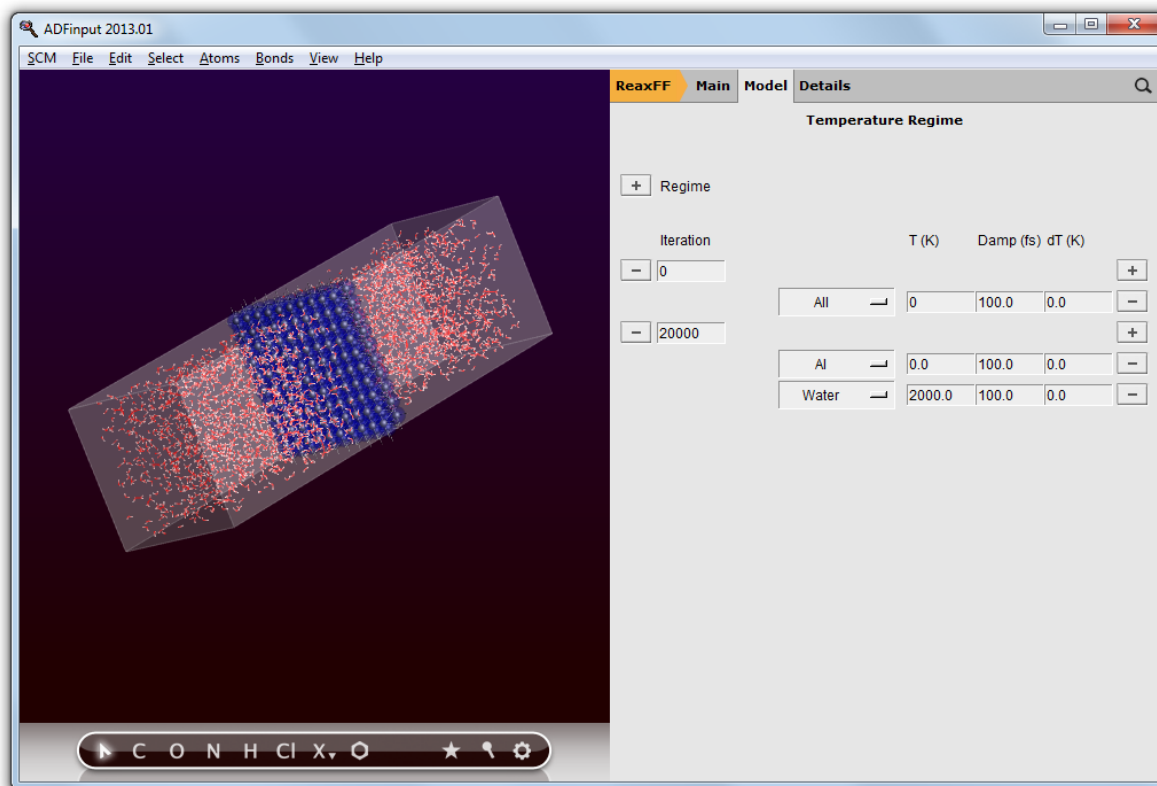 ADFinput 2013.01
SCM File Edit Select Atoms Bonds View Help
ReaxFF Main Model Details
Temperature Regime
+ Regime
Iteration T (K) Damp (fs) dT (K)
− 0 +
All 0 100.0 0.0 −
− 20000 +
Al 0.0 100.0 0.0 −
Water 2000.0 100.0 0.0 −
C O N H Cl X